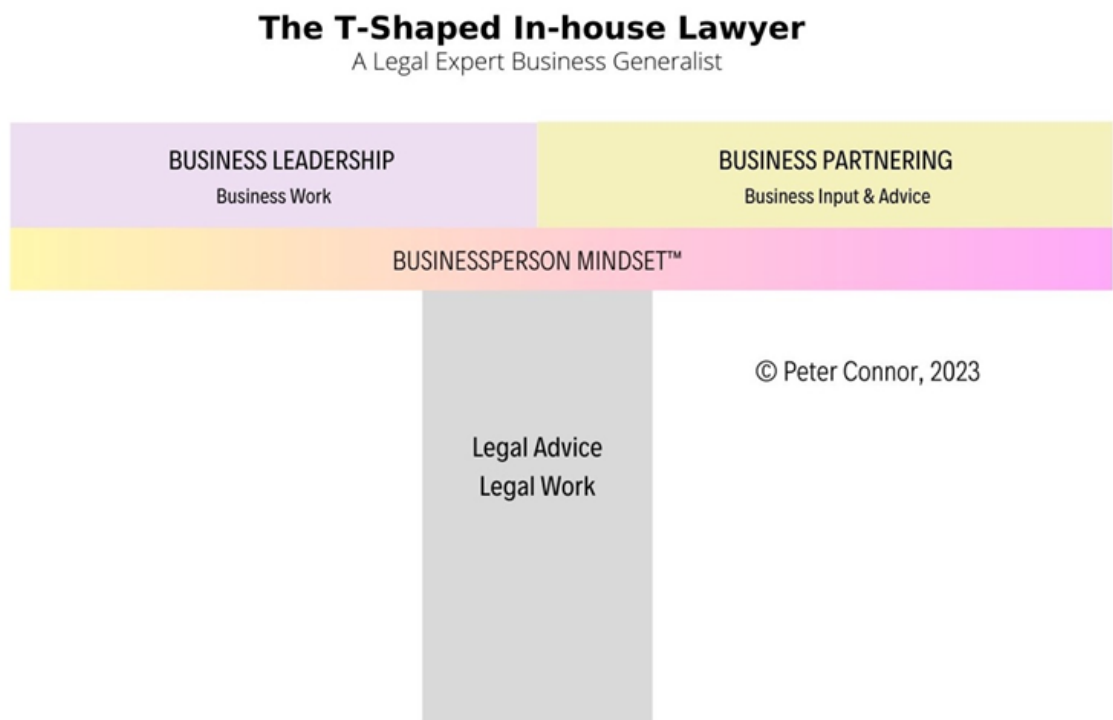 The T-Shaped In-house Lawyer
A Legal Expert Business Generalist
BUSINESS LEADERSHIP
Business Work
BUSINESS PARTNERING
Business Input & Advice
BUSINESSPERSON MINDSET™
© Peter Connor, 2023
Legal Advice
Legal Work